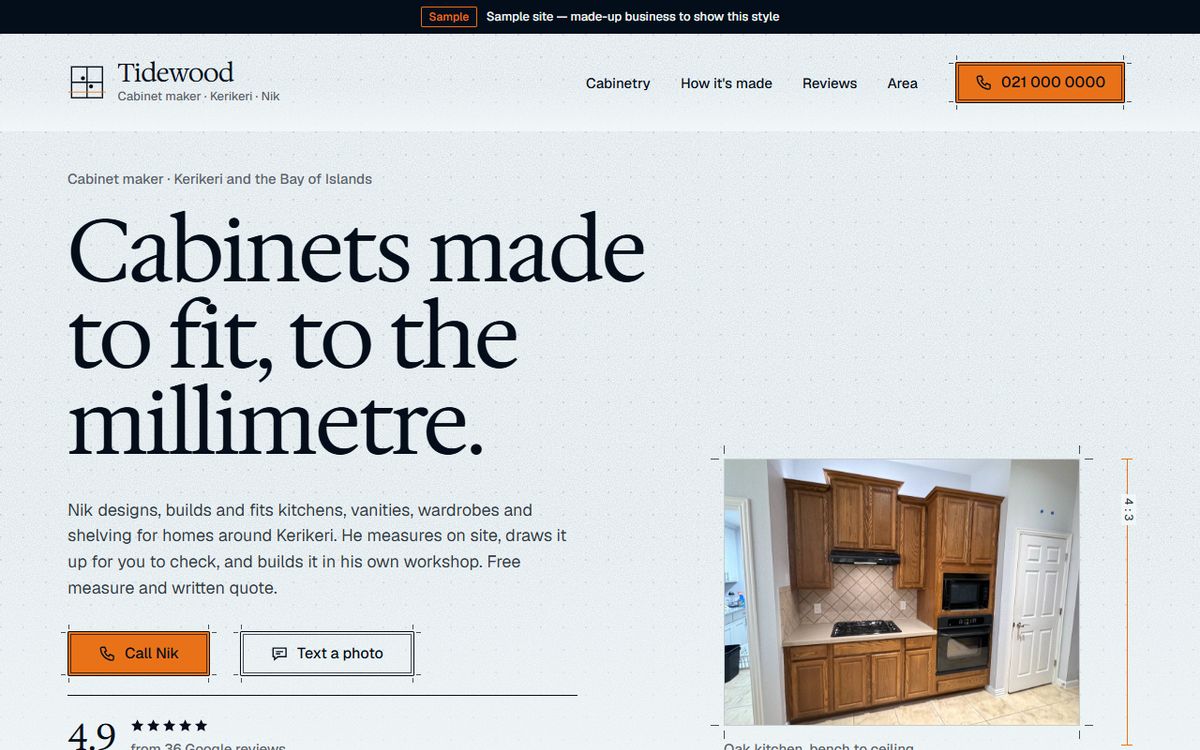 Sample Sample site — made-up business to show this style
Tidewood
Cabinet maker · Kerikeri · Nik
Cabinetry How it's made Reviews Area 021 000 0000
Cabinet maker · Kerikeri and the Bay of Islands
Cabinets made
to fit, to the
millimetre.
Nik designs, builds and fits kitchens, vanities, wardrobes and
shelving for homes around Kerikeri. He measures on site, draws it
up for you to check, and builds it in his own workshop. Free
measure and written quote.
Call Nik Text a photo
4:3
4.9
from 36 Google reviews
Oak kitchen, bench to ceiling